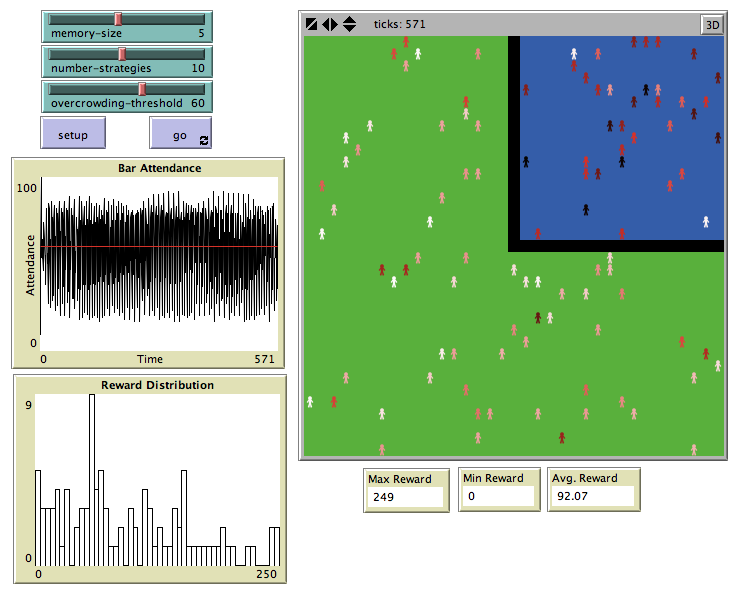 memory-size 5
number-strategies 10
overcrowding-threshold 60
setup
go
Bar Attendance
100
Attendance
0
0 Time 571
Reward Distribution
9
0
0 250
ticks: 571
3D
Max Reward
249
Min Reward
0
Avg. Reward
92.07